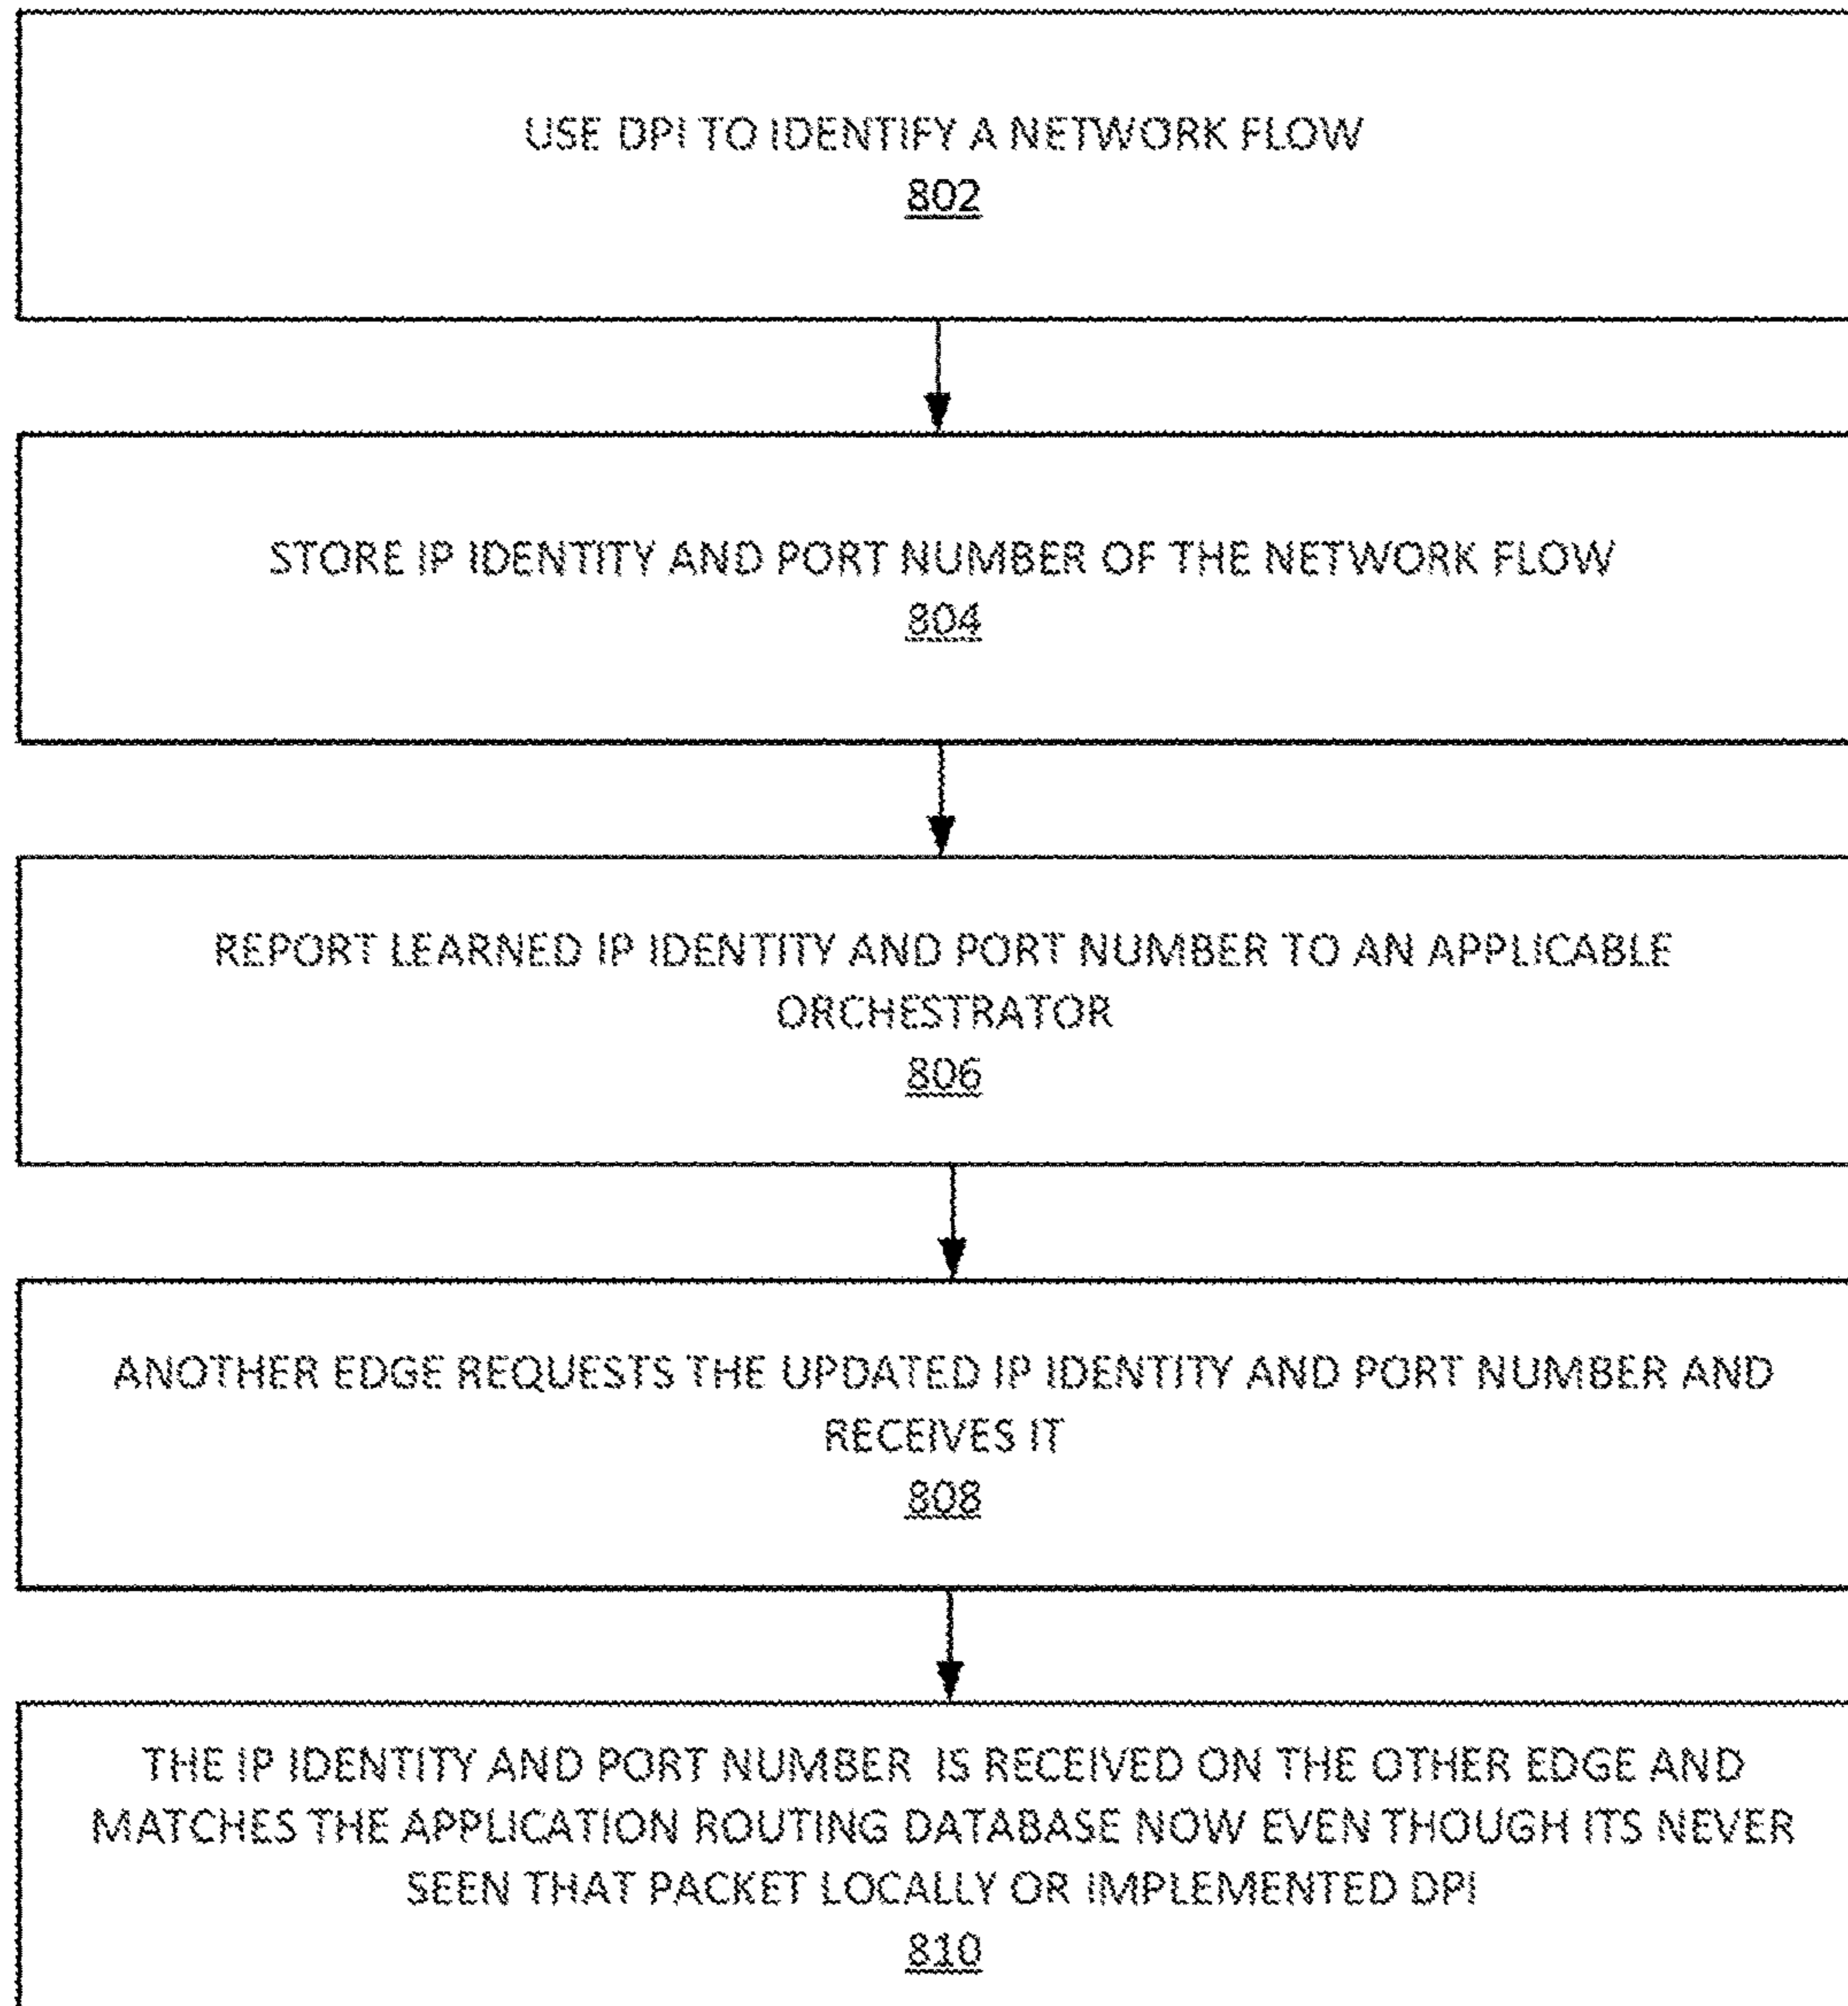 USE DPI TO IDENTIFY A NETWORK FLOW
802
STORE IP IDENTITY AND PORT NUMBER OF THE NETWORK FLOW
804
REPORT LEARNED IP IDENTITY AND PORT NUMBER TO AN APPLICABLE
ORCHESTRATOR
806
ANOTHER EDGE REQUESTS THE UPDATED IP IDENTITY AND PORT NUMBER AND
RECEIVES IT
808
THE IP IDENTITY AND PORT NUMBER IS RECEIVED ON THE OTHER EDGE AND
MATCHES THE APPLICATION ROUTING DATABASE NOW EVEN THOUGH ITS NEVER
SEEN THAT PACKET LOCALLY OR IMPLEMENTED DPI
810